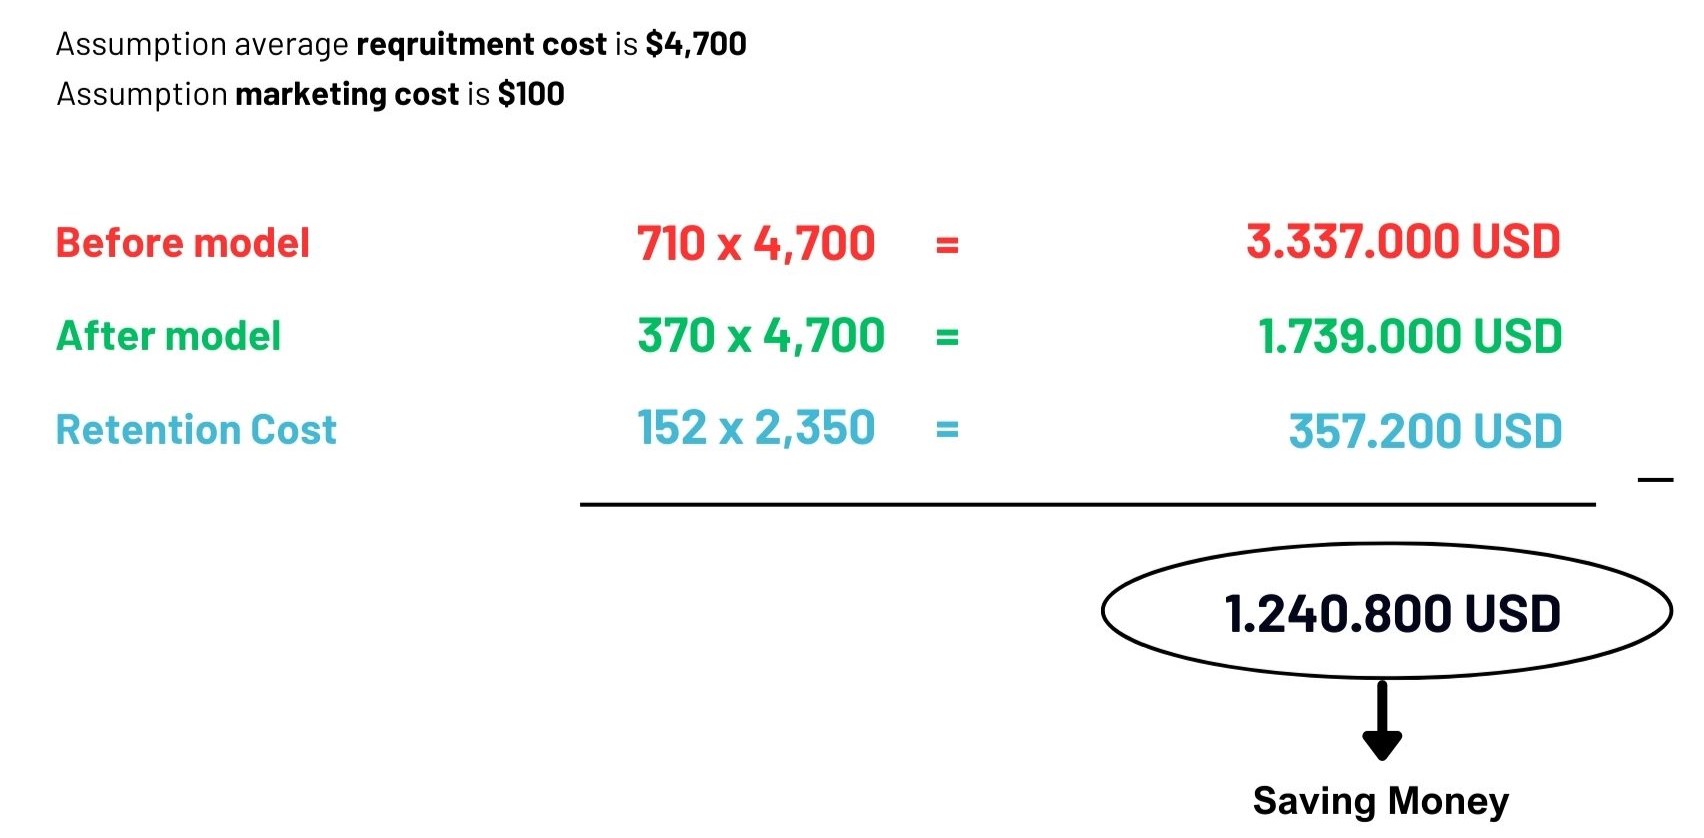 Assumption average reqruitment cost is $4,700
Assumption marketing cost is $100
Before model 710 x 4,700 = 3.337.000 USD
After model 370 x 4,700 = 1.739.000 USD
Retention Cost 152 x 2,350 = 357.200 USD
—
1.240.800 USD
Saving Money